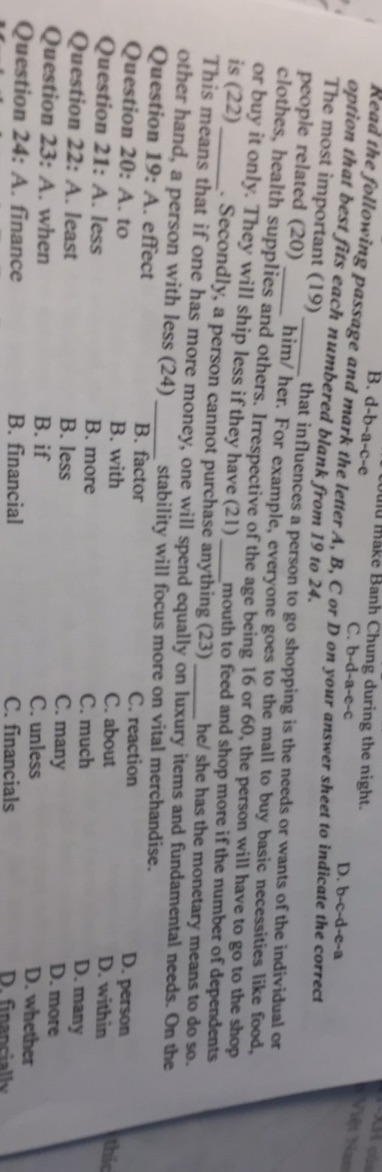 make Banh Chung during the night.
B. d-b-a-c-e C. b-d-a-e-c D. b-c-d-e-a
Read the following passage and mark the letter A, B, C or D on your answer sheet to indicate the correct
option that best fits each numbered blank from 19 to 24.
The most important (19) _____ that influences a person to go shopping is the needs or wants of the individual or
people related (20) _____ him/ her. For example, everyone goes to the mall to buy basic necessities like food,
clothes, health supplies and others. Irrespective of the age being 16 or 60, the person will have to go to the shop
or buy it only. They will ship less if they have (21) _____ mouth to feed and shop more if the number of dependents
is (22) _____. Secondly, a person cannot purchase anything (23) _____ he/ she has the monetary means to do so.
This means that if one has more money, one will spend equally on luxury items and fundamental needs. On the
other hand, a person with less (24) _____ stability will focus more on vital merchandise.
Question 19: A. effect B. factor C. reaction D. person
Question 20: A. to B. with C. about D. within
Question 21: A. less B. more C. much D. many
Question 22: A. least B. less C. many D. more
Question 23: A. when B. if C. unless D. whether
Question 24: A. finance B. financial C. financials D. financially